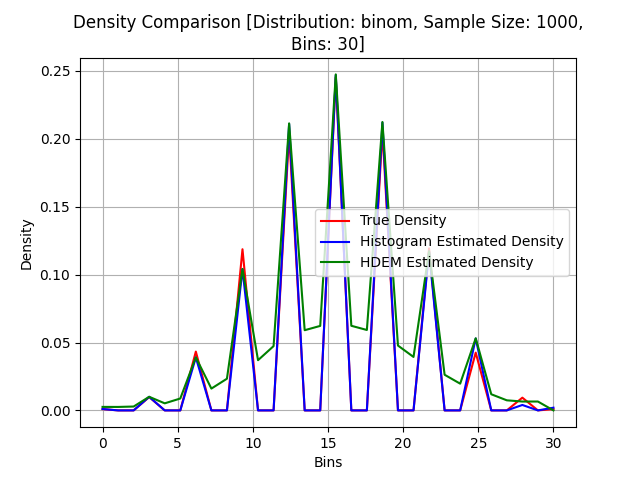 Density Comparison [Distribution: binom, Sample Size: 1000,
Bins: 30]
Density
0.25
0.20
0.15
0.10
0.05
0.00
True Density
Histogram Estimated Density
HDEM Estimated Density
0 5 10 15 20 25 30
Bins